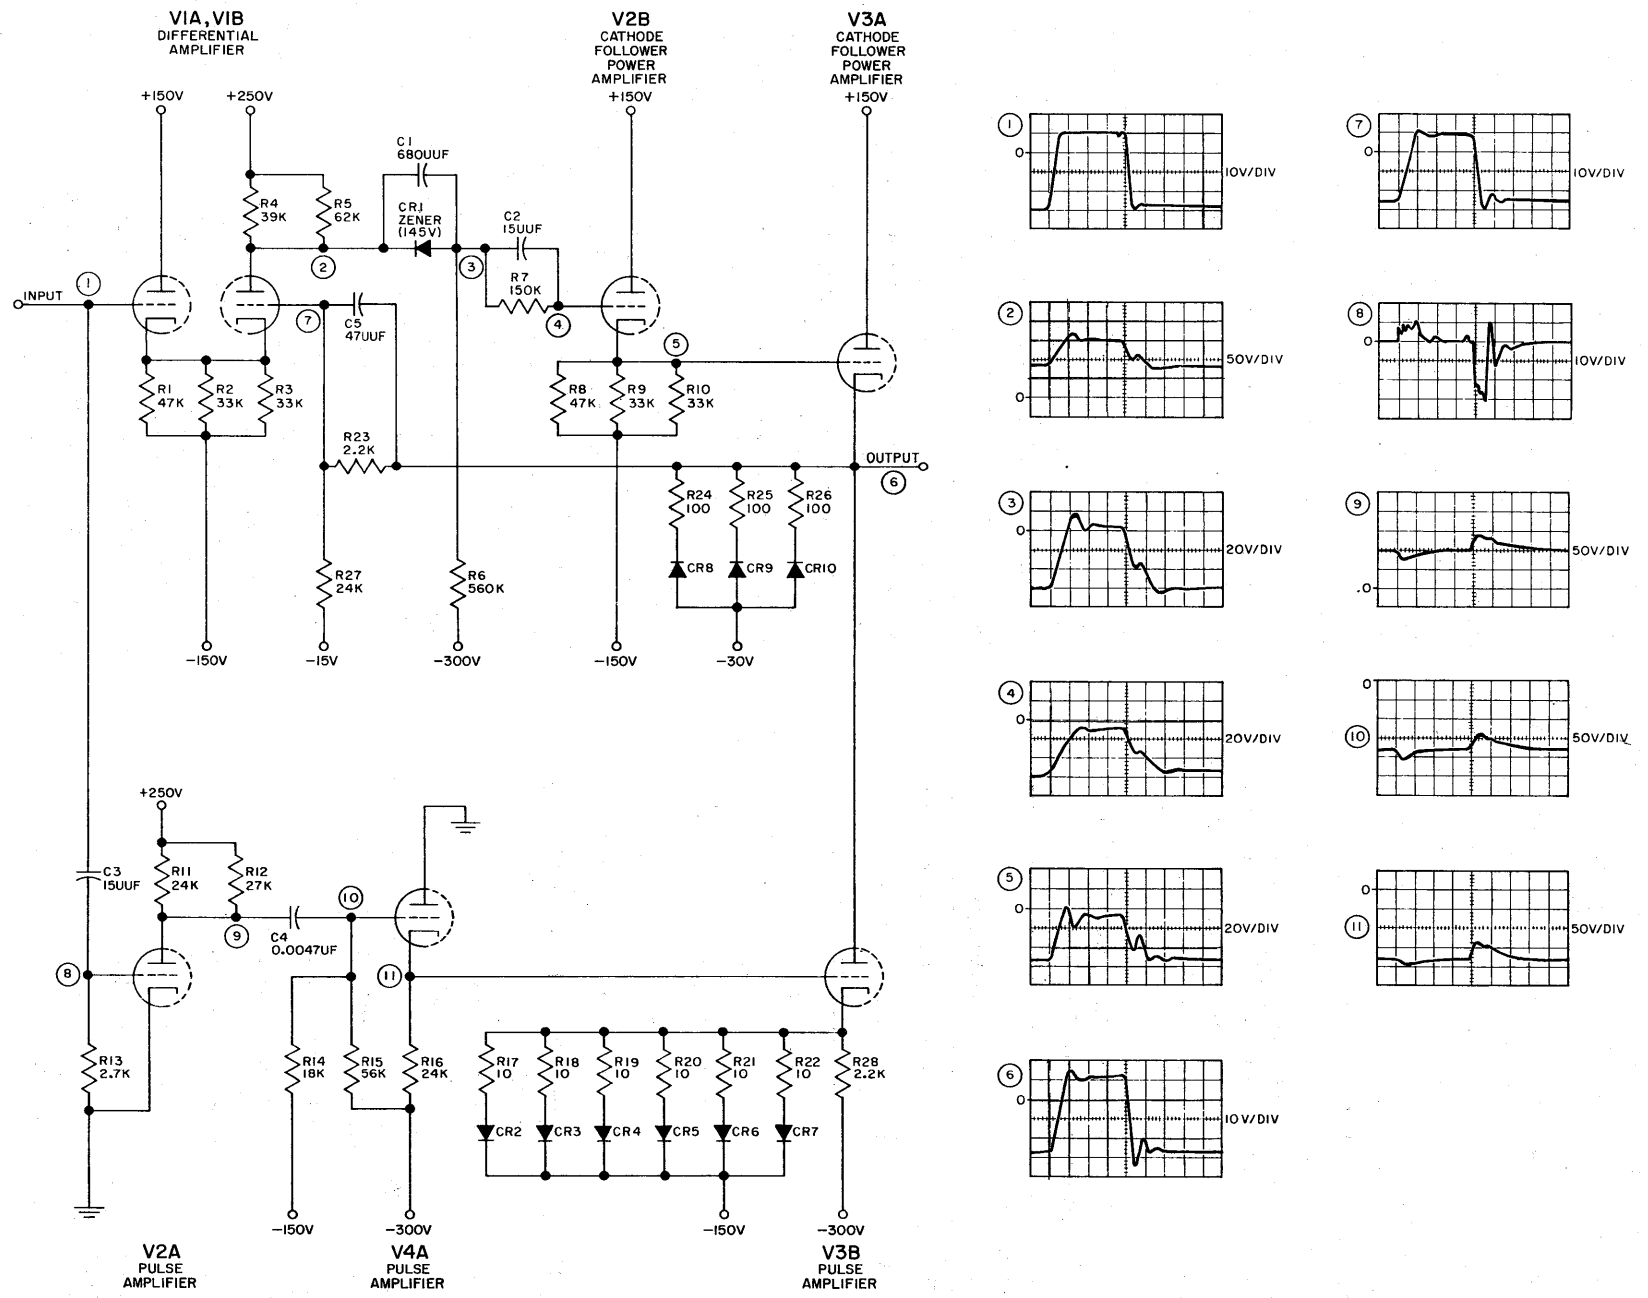 V1A, V1B
DIFFERENTIAL
AMPLIFIER
V2B
CATHODE
FOLLOWER
POWER
AMPLIFIER
V3A
CATHODE
FOLLOWER
POWER
AMPLIFIER
+150V
+250V
+150V
+150V
C1
680UUF
R4
39K
R5
62K
CR1
ZENER
(145V)
C2
15UUF
2
3
R7
150K
1
INPUT
7
C5
47UUF
4
5
R1
47K
R2
33K
R3
33K
R8
47K
R9
33K
R10
33K
R23
2.2K
OUTPUT
6
R24
100
R25
100
R26
100
R27
24K
R6
560K
CR8
CR9
CR10
-150V
-15V
-300V
-150V
-30V
+250V
C3
15UUF
R11
24K
R12
27K
10
9
C4
0.0047UF
8
11
R13
2.7K
R14
18K
R15
56K
R16
24K
R17
10
R18
10
R19
10
R20
10
R21
10
R22
10
R28
2.2K
CR2
CR3
CR4
CR5
CR6
CR7
-150V
-300V
-150V
-300V
V2A
PULSE
AMPLIFIER
V4A
PULSE
AMPLIFIER
V3B
PULSE
AMPLIFIER
1
0
10V/DIV
2
50V/DIV
0
3
0
20V/DIV
4
0
20V/DIV
5
0
20V/DIV
6
0
10V/DIV
7
0
10V/DIV
8
0
10V/DIV
9
50V/DIV
.0
0
10
50V/DIV
0
11
50V/DIV